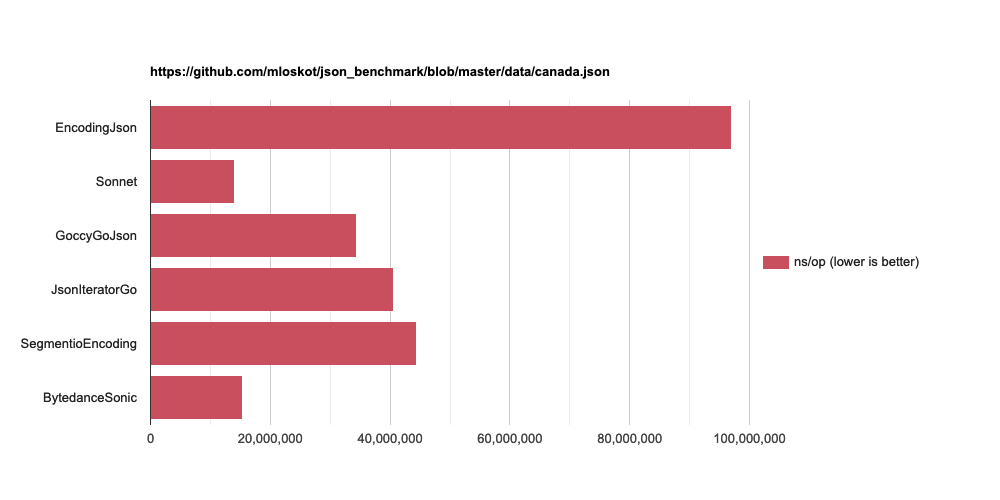 https://github.com/mloskot/json_benchmark/blob/master/data/canada.json
EncodingJson
Sonnet
GoccyGoJson
JsonIteratorGo
SegmentioEncoding
BytedanceSonic
ns/op (lower is better)
0 20,000,000 40,000,000 60,000,000 80,000,000 100,000,000